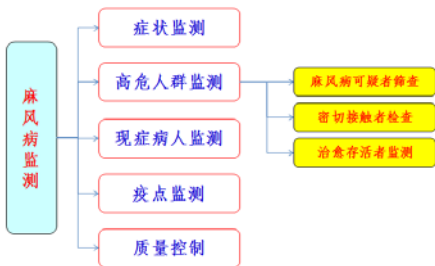 麻风病监测
症状监测
高危人群监测
现症病人监测
疫点监测
质量控制
麻风病可疑者筛查
密切接触者检查
治愈存活者监测